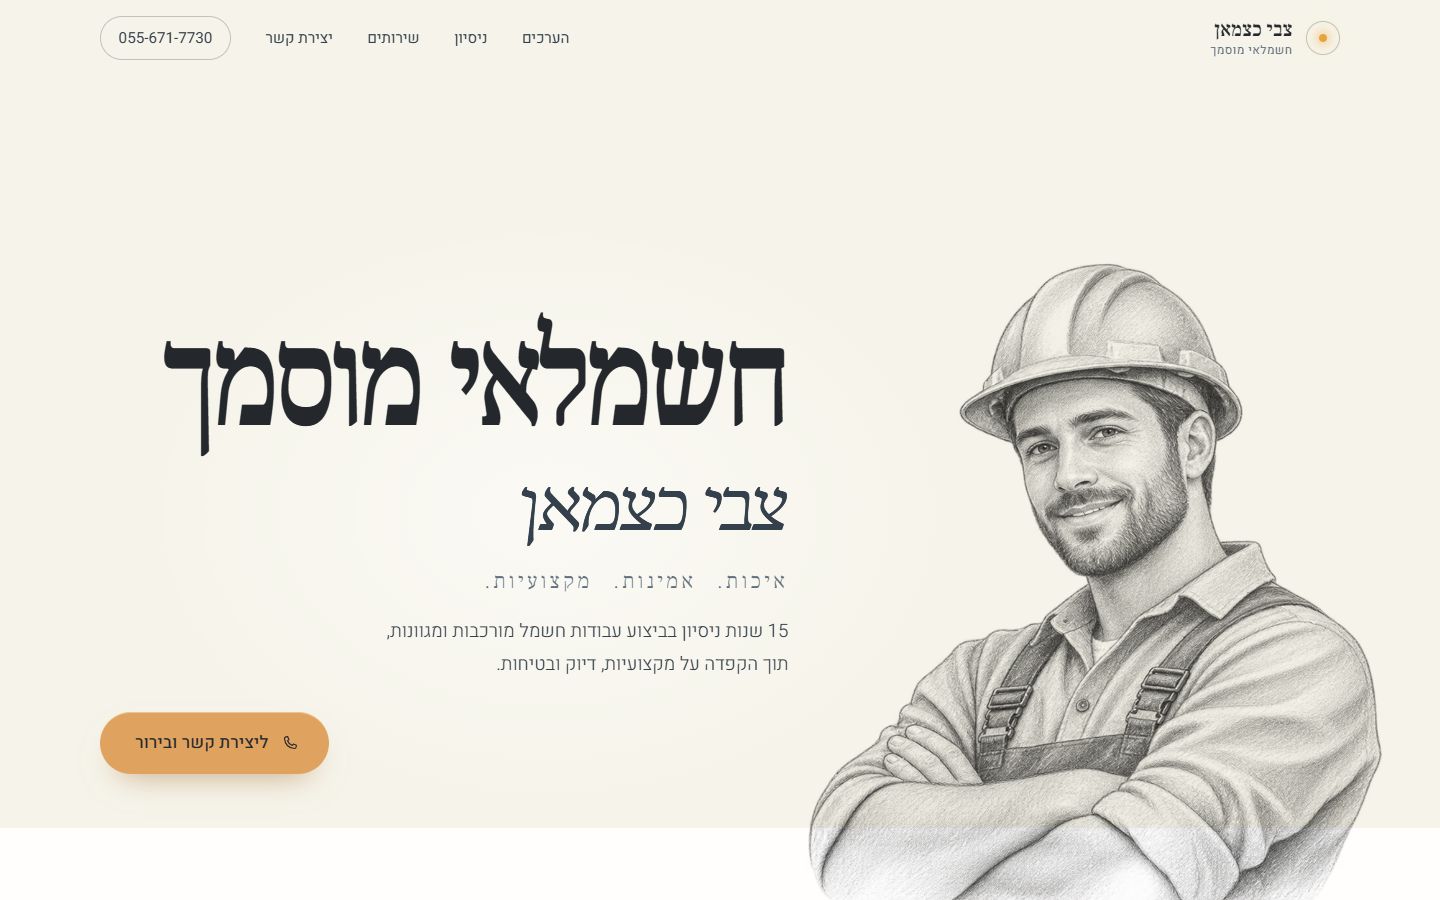 צבי כצמאן
חשמלאי מוסמך
הערכים
ניסיון
שירותים
יצירת קשר
055-671-7730
חשמלאי מוסמך
צבי כצמאן
איכות. אמינות. מקצועיות.
15 שנות ניסיון בביצוע עבודות חשמל מורכבות ומגוונות,
תוך הקפדה על מקצועיות, דיוק ובטיחות.
ליצירת קשר ובירור